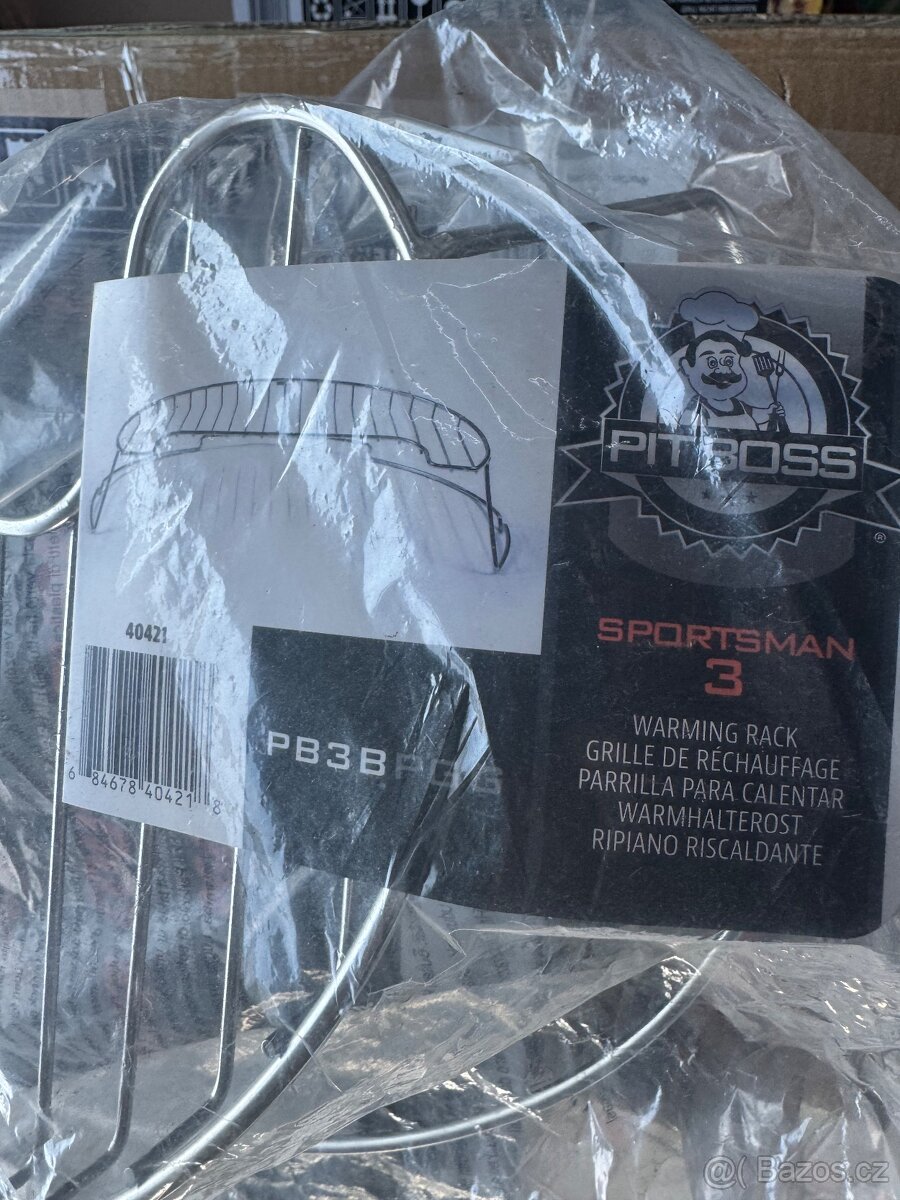 PIT BOSS
®
SPORTSMAN
3
WARMING RACK
GRILLE DE RÉCHAUFFAGE
PARRILLA PARA CALENTAR
WARMHALTEROST
RIPIANO RISCALDANTE
40421
6 84678 40421 8
@( Bazos.cz